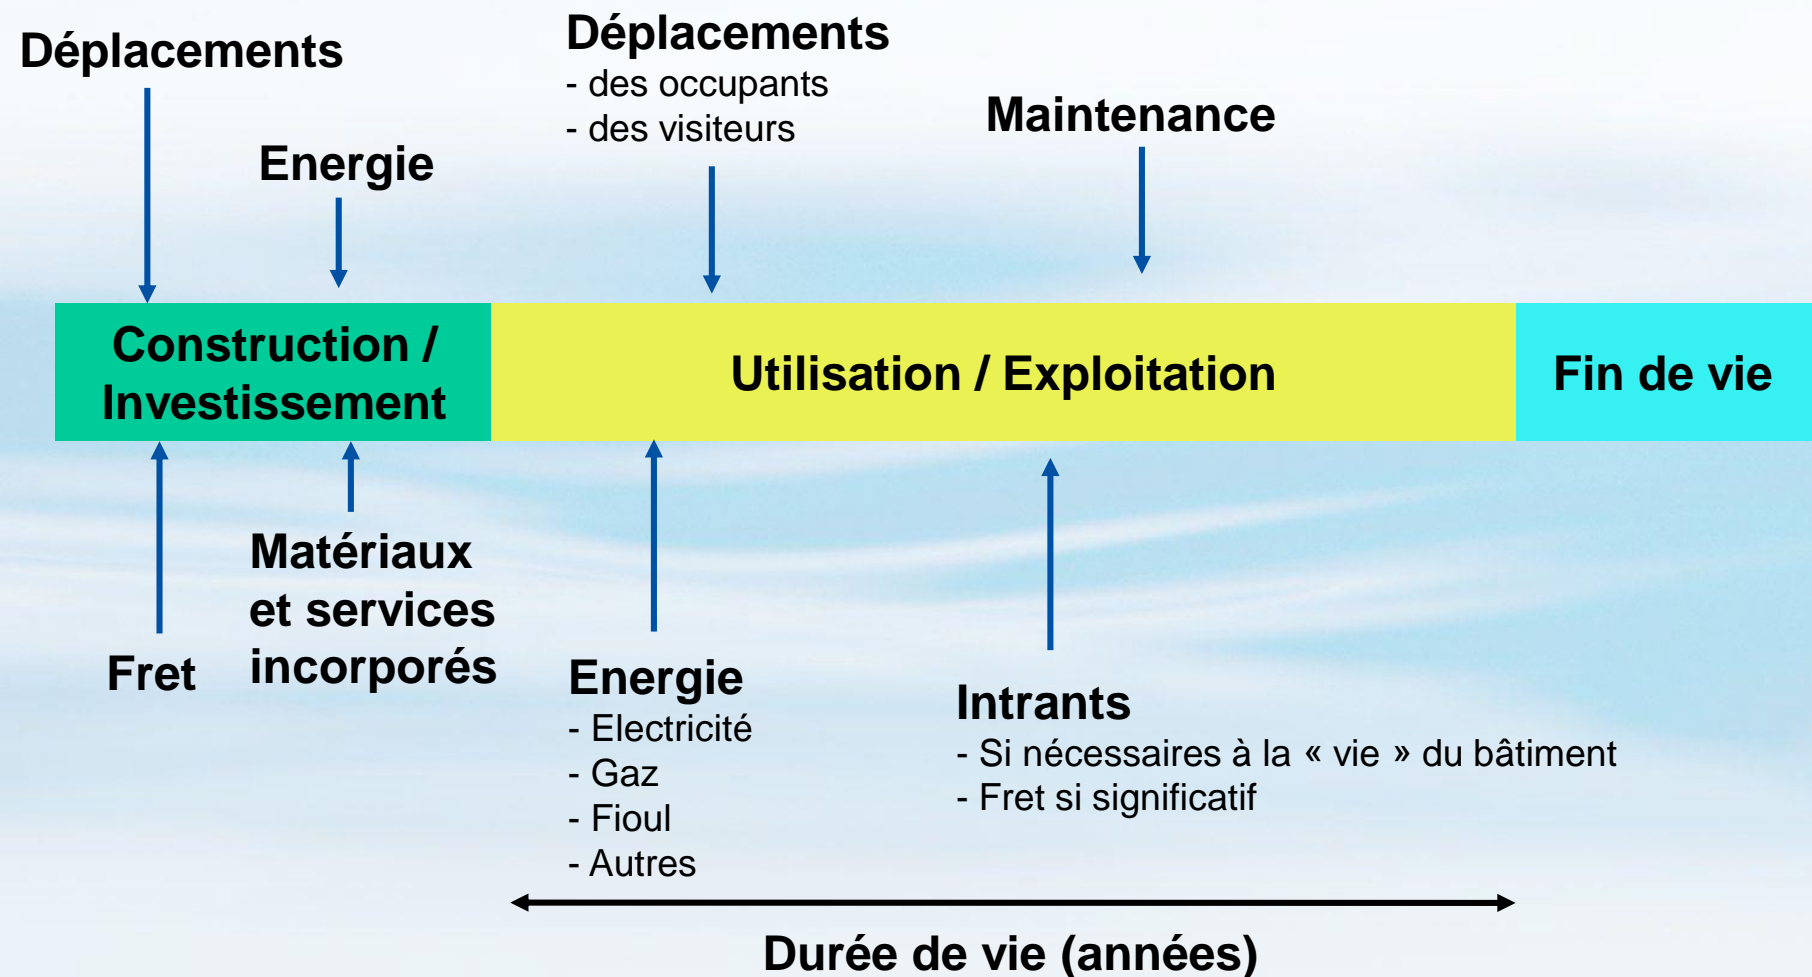 Déplacements
Energie
Déplacements
- des occupants
- des visiteurs
Maintenance
Construction /
Investissement
Utilisation / Exploitation
Fin de vie
Fret
Matériaux
et services
incorporés
Energie
- Electricité
- Gaz
- Fioul
- Autres
Intrants
- Si nécessaires à la « vie » du bâtiment
- Fret si significatif
Durée de vie (années)